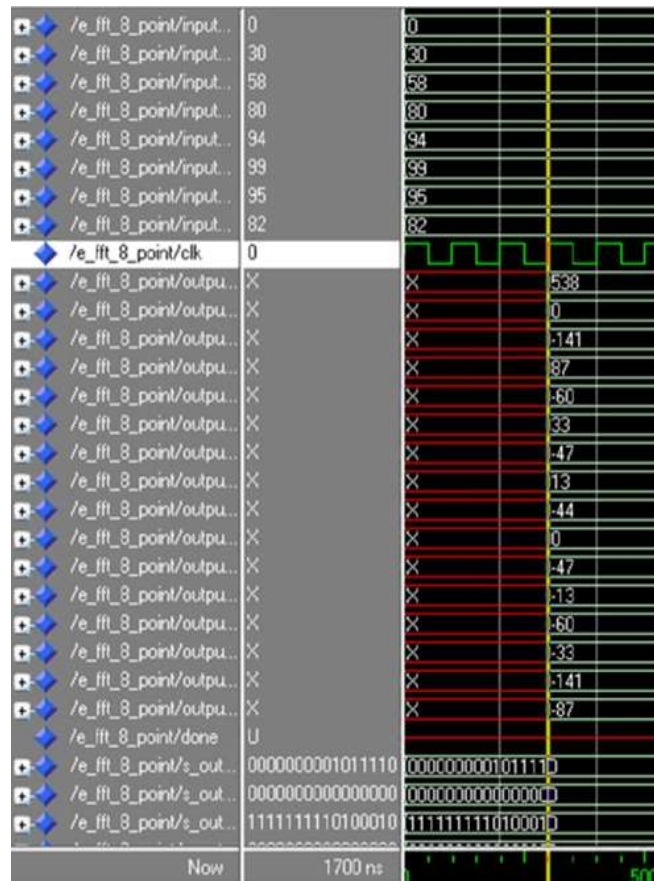 /e_fft_8_point/input... 0 0
/e_fft_8_point/input... 30 30
/e_fft_8_point/input... 58 58
/e_fft_8_point/input... 80 80
/e_fft_8_point/input... 94 94
/e_fft_8_point/input... 99 99
/e_fft_8_point/input... 95 95
/e_fft_8_point/input... 82 82
/e_fft_8_point/clk 0
/e_fft_8_point/outpu... X X 538
/e_fft_8_point/outpu... X X 0
/e_fft_8_point/outpu... X X -141
/e_fft_8_point/outpu... X X 87
/e_fft_8_point/outpu... X X -60
/e_fft_8_point/outpu... X X 33
/e_fft_8_point/outpu... X X -47
/e_fft_8_point/outpu... X X 13
/e_fft_8_point/outpu... X X -44
/e_fft_8_point/outpu... X X 0
/e_fft_8_point/outpu... X X -47
/e_fft_8_point/outpu... X X -13
/e_fft_8_point/outpu... X X -60
/e_fft_8_point/outpu... X X -33
/e_fft_8_point/outpu... X X -141
/e_fft_8_point/outpu... X X -87
/e_fft_8_point/done U
/e_fft_8_point/s_out... 0000000001011110 0000000001011110
/e_fft_8_point/s_out... 0000000000000000 0000000000000000
/e_fft_8_point/s_out... 1111111110100010 1111111110100010
Now 1700 ns 500